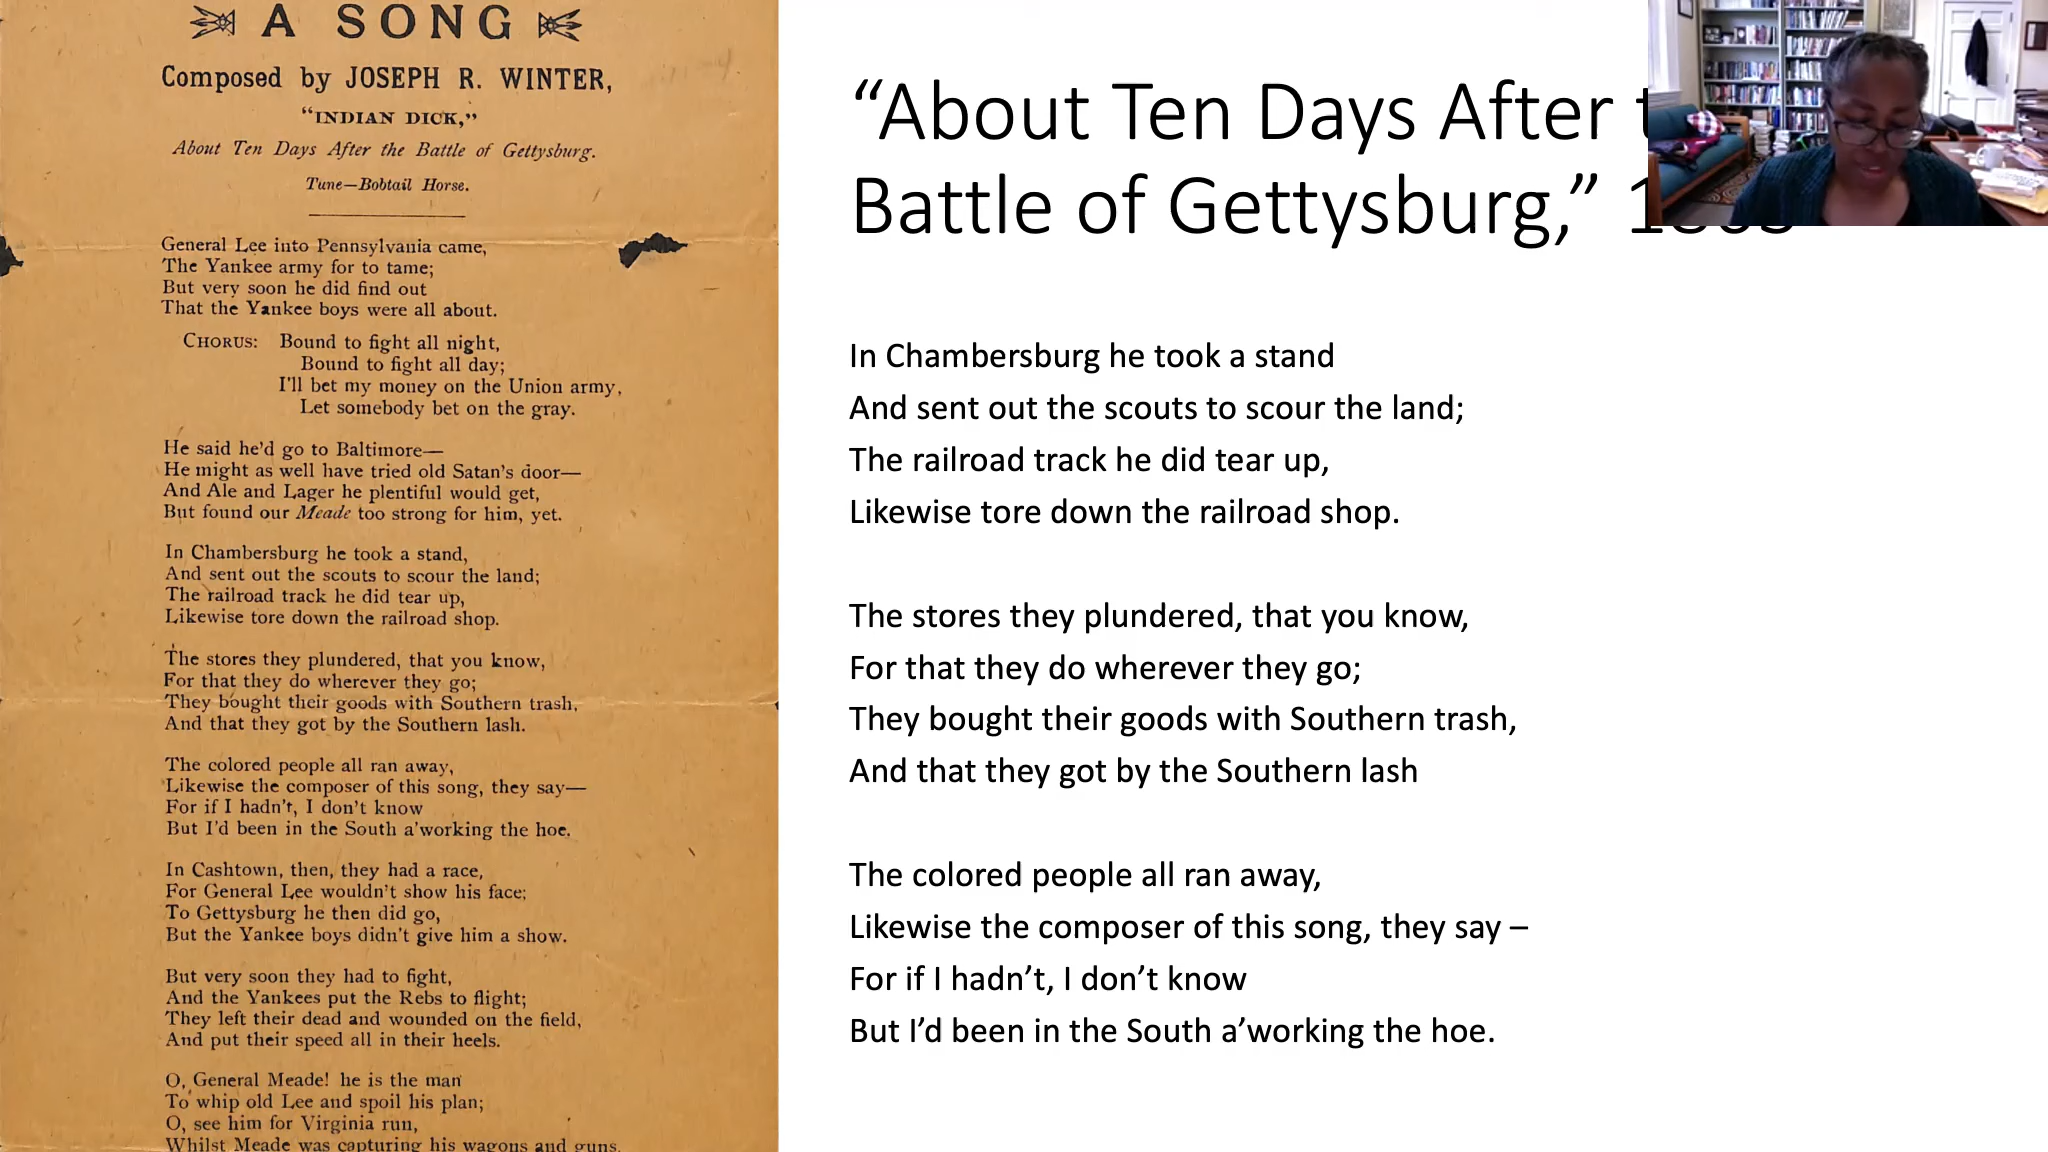 A SONG
Composed by JOSEPH R. WINTER,
"INDIAN DICK,"
About Ten Days After the Battle of Gettysburg.
Tune—Bobtail Horse.
General Lee into Pennsylvania came,
The Yankee army for to tame;
But very soon he did find out
That the Yankee boys were all about.
CHORUS: Bound to fight all night,
Bound to fight all day;
I'll bet my money on the Union army,
Let somebody bet on the gray.
He said he'd go to Baltimore—
He might as well have tried old Satan's door—
And Ale and Lager he plentiful would get,
But found our Meade too strong for him, yet.
In Chambersburg he took a stand,
And sent out the scouts to scour the land;
The railroad track he did tear up,
Likewise tore down the railroad shop.
The stores they plundered, that you know,
For that they do wherever they go;
They bought their goods with Southern trash,
And that they got by the Southern lash.
The colored people all ran away,
Likewise the composer of this song, they say—
For if I hadn't, I don't know
But I'd been in the South a'working the hoe.
In Cashtown, then, they had a race,
For General Lee wouldn't show his face;
To Gettysburg he then did go,
But the Yankee boys didn't give him a show.
But very soon they had to fight,
And the Yankees put the Rebs to flight;
They left their dead and wounded on the field,
And put their speed all in their heels.
O, General Meade! he is the man
To whip old Lee and spoil his plan;
O, see him for Virginia run,
Whilst Meade was capturing his wagons and guns.
“About Ten Days After
Battle of Gettysburg,”
In Chambersburg he took a stand
And sent out the scouts to scour the land;
The railroad track he did tear up,
Likewise tore down the railroad shop.
The stores they plundered, that you know,
For that they do wherever they go;
They bought their goods with Southern trash,
And that they got by the Southern lash
The colored people all ran away,
Likewise the composer of this song, they say –
For if I hadn’t, I don’t know
But I’d been in the South a’working the hoe.